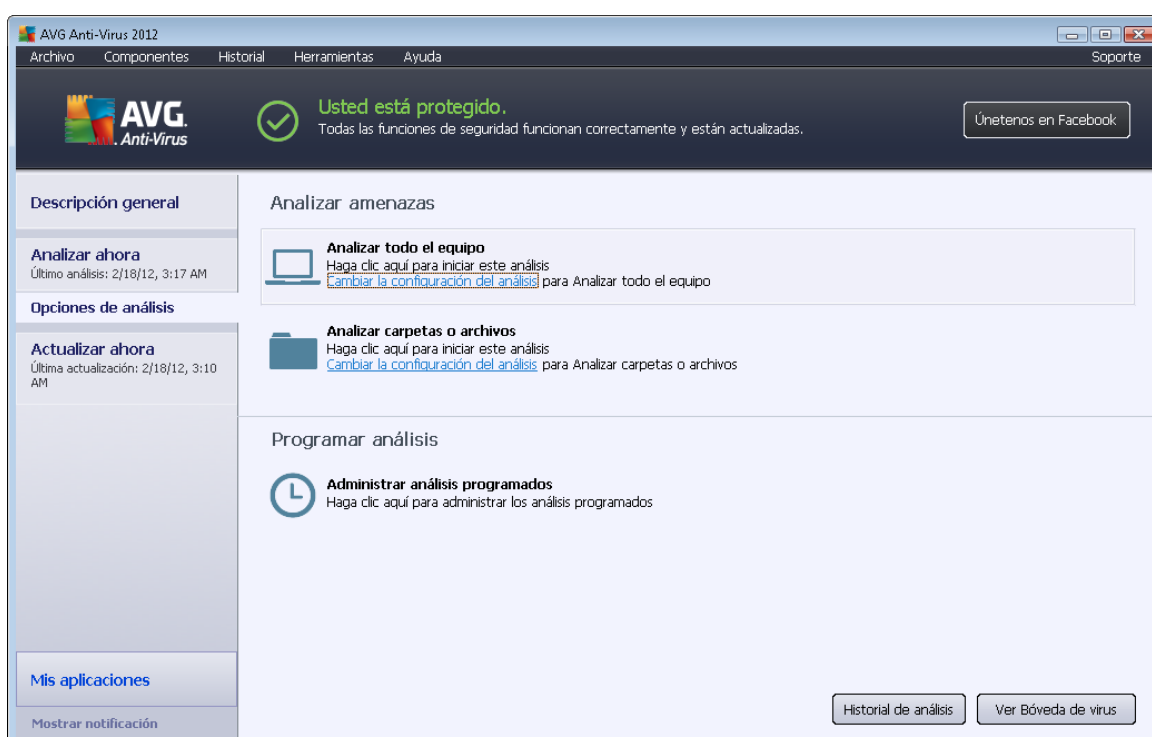 AVG Anti-Virus 2012
Archivo Componentes Historial Herramientas Ayuda Soporte
AVG.
Anti-Virus
Usted está protegido.
Todas las funciones de seguridad funcionan correctamente y están actualizadas.
Únetenos en Facebook
Descripción general
Analizar ahora
Último análisis: 2/18/12, 3:17 AM
Opciones de análisis
Actualizar ahora
Última actualización: 2/18/12, 3:10
AM
Mis aplicaciones
Mostrar notificación
Analizar amenazas
Analizar todo el equipo
Haga clic aquí para iniciar este análisis
Cambiar la configuración del análisis para Analizar todo el equipo
Analizar carpetas o archivos
Haga clic aquí para iniciar este análisis
Cambiar la configuración del análisis para Analizar carpetas o archivos
Programar análisis
Administrar análisis programados
Haga clic aquí para administrar los análisis programados
Historial de análisis
Ver Bóveda de virus